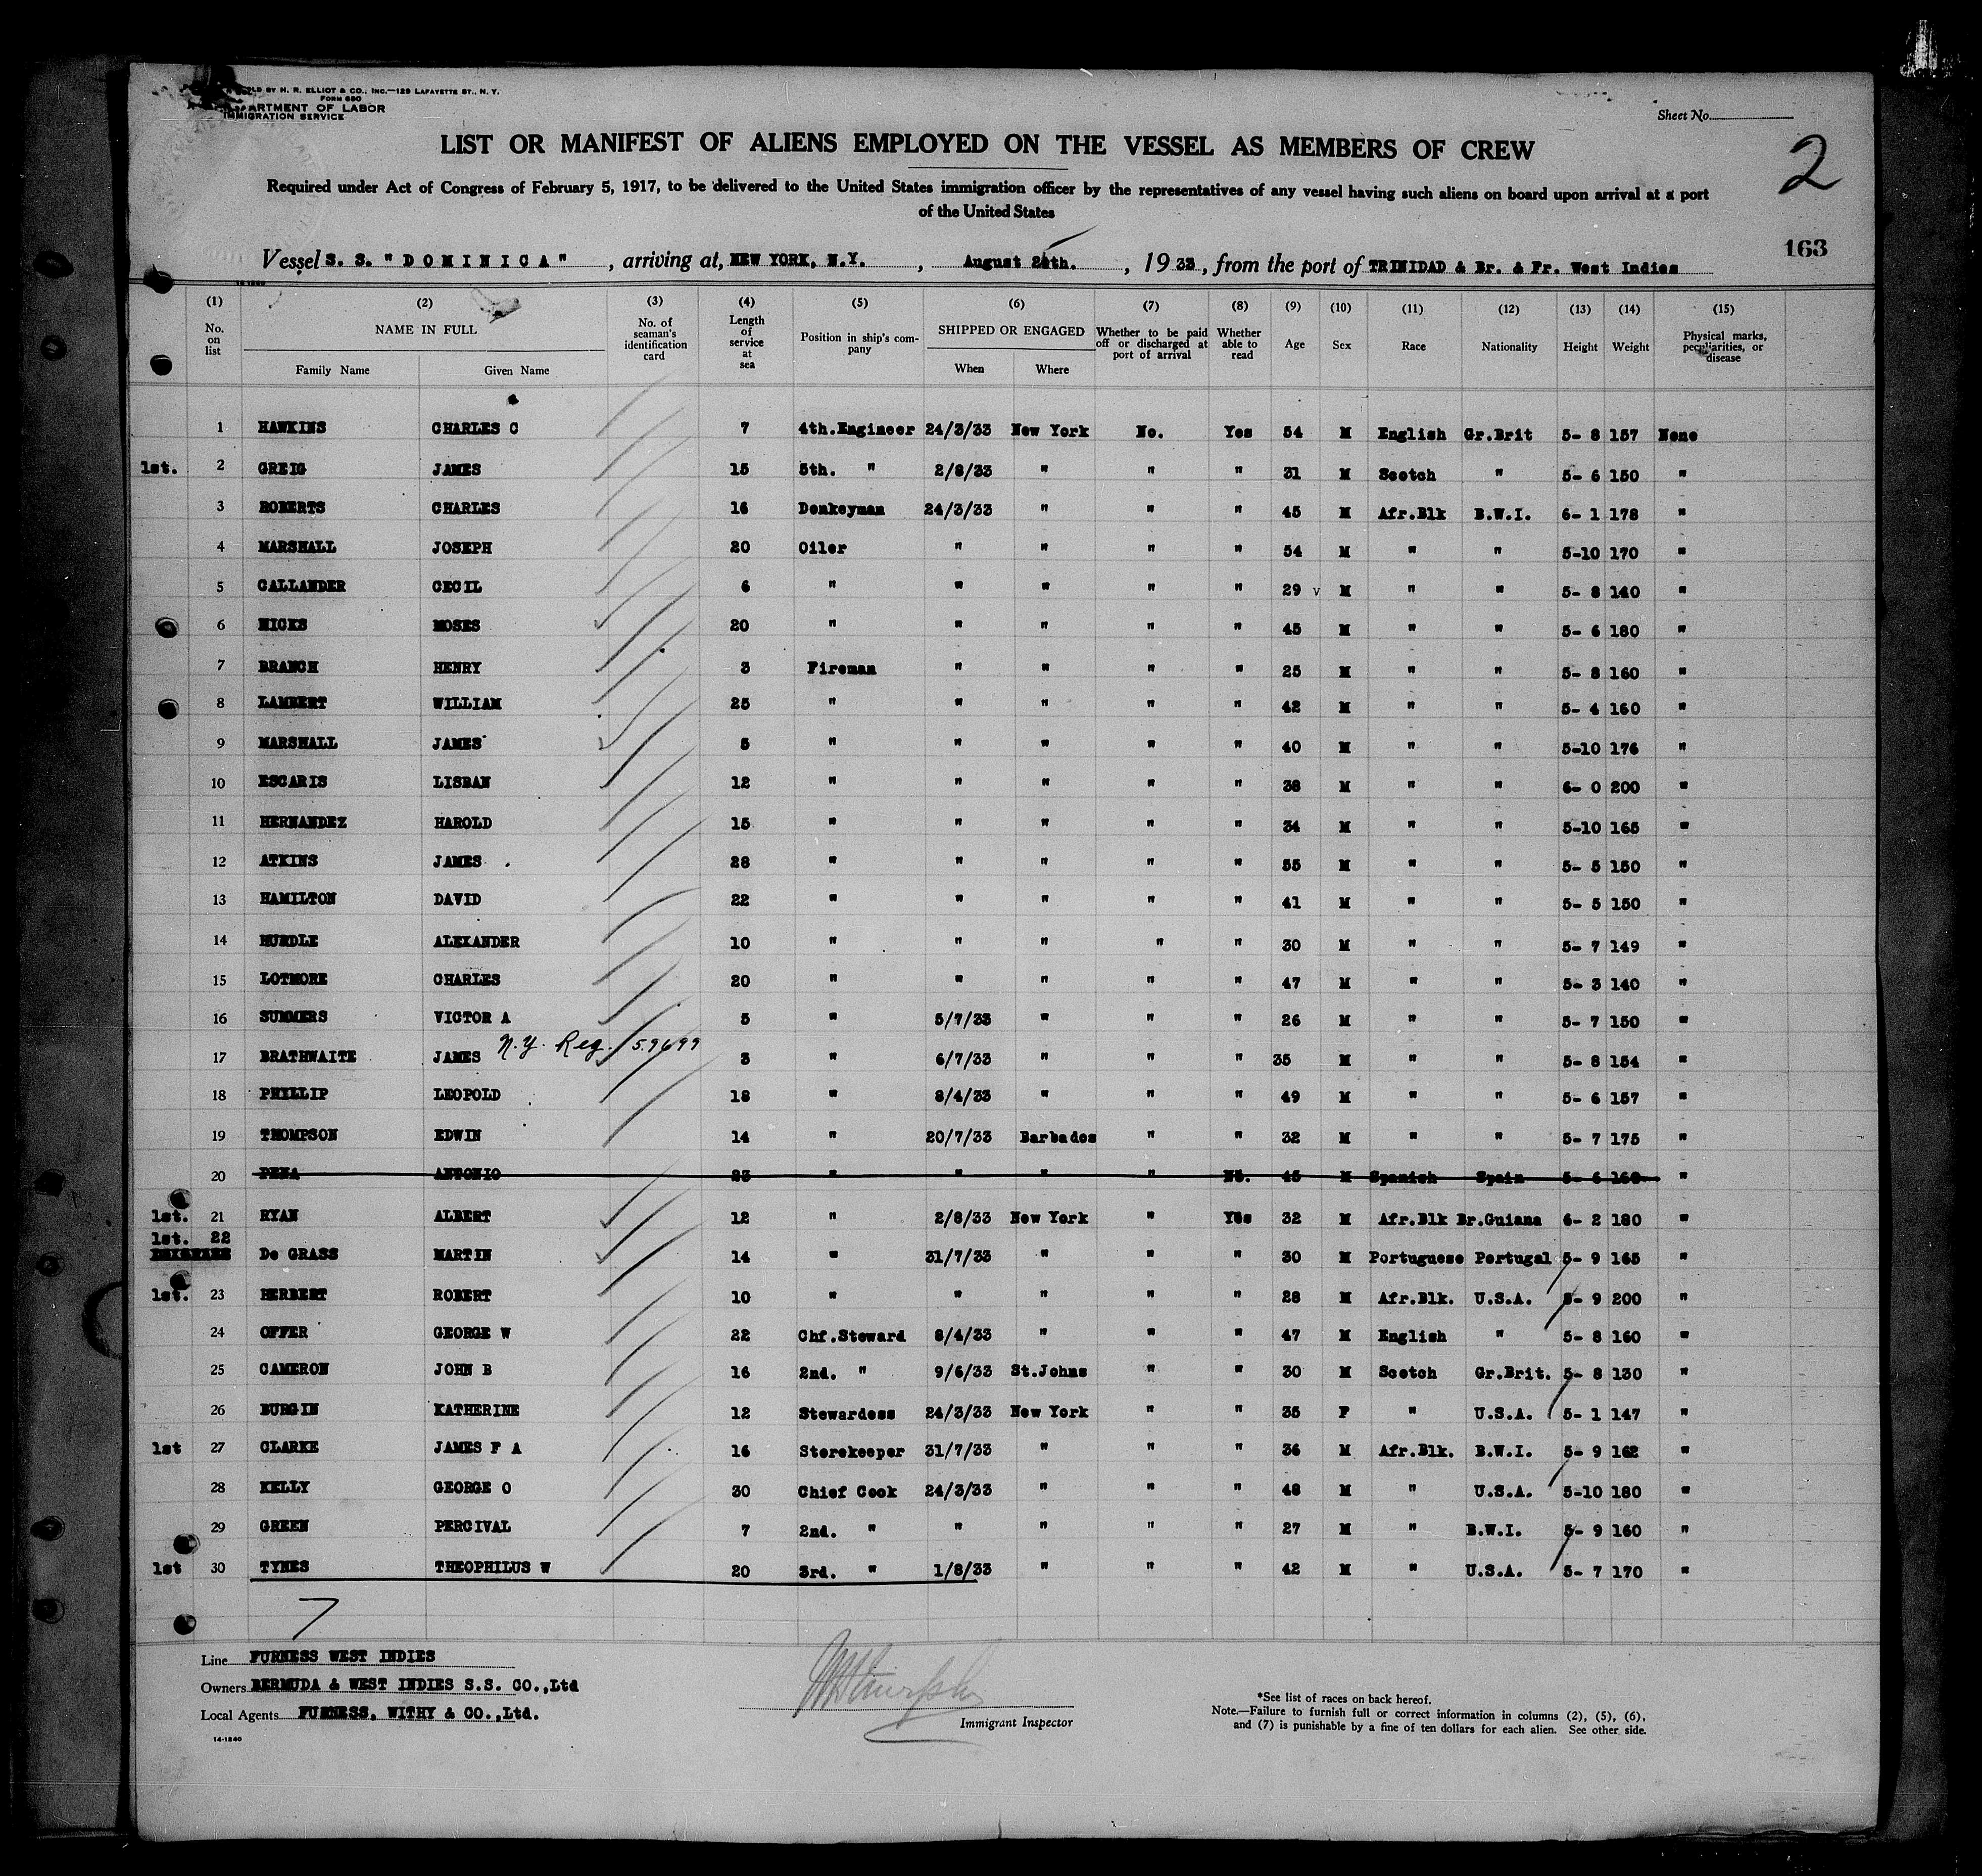 SOLD BY H. R. ELLIOT & CO., INC.—129 LAFAYETTE ST., N. Y.
FORM 680
DEPARTMENT OF LABOR
IMMIGRATION SERVICE
Sheet No.
LIST OR MANIFEST OF ALIENS EMPLOYED ON THE VESSEL AS MEMBERS OF CREW
2
Required under Act of Congress of February 5, 1917, to be delivered to the United States immigration officer by the representatives of any vessel having such aliens on board upon arrival at a port
of the United States
163
Vessel S. S. "DOMINICA", arriving at, NEW YORK, N.Y., August th., 1933, from the port of TRINIDAD & Br. & Fr. West Indies
(1) (2) (3) (4) (5) (6) (7) (8) (9) (10) (11) (12) (13) (14) (15)
No. on list NAME IN FULL Family Name Given Name No. of seaman's identification card Length of service at sea Position in ship's company SHIPPED OR ENGAGED When Where Whether to be paid off or discharged at port of arrival Whether able to read Age Sex Race Nationality Height Weight Physical marks, peculiarities, or disease
1 HAWKINS CHARLES C 7 4th.Engineer 24/3/33 New York No. Yes 54 M English Gr.Brit 5- 8 157 None
1st. 2 GREIG JAMES 15 5th. " 2/8/33 " " " 31 M Scotch " 5- 6 150 "
3 ROBERTS CHARLES 16 Donkeyman 24/3/33 " " " 45 M Afr.Blk B.W.I. 6- 1 178 "
4 MARSHALL JOSEPH 20 Oiler " " " " 54 M " " 5-10 170 "
5 CALLANDER CECIL 6 " " " " " 29 v M " " 5- 8 140 "
6 HICKS MOSES 20 " " " " " 45 M " " 5- 6 180 "
7 BRANCH HENRY 3 Fireman " " " " 25 M " " 5- 8 160 "
8 LAMBERT WILLIAM 25 " " " " " 42 M " " 5- 4 160 "
9 MARSHALL JAMES 5 " " " " " 40 M " " 5-10 176 "
10 ESCARIS LISBAN 12 " " " " " 38 M " " 6- 0 200 "
11 HERNANDEZ HAROLD 15 " " " " " 34 M " " 5-10 165 "
12 ATKINS JAMES 28 " " " " " 55 M " " 5- 5 150 "
13 HAMILTON DAVID 22 " " " " " 41 M " " 5- 5 150 "
14 HURDLE ALEXANDER 10 " " " " " 30 M " " 5- 7 149 "
15 LOTMORE CHARLES 20 " " " " " 47 M " " 5- 3 140 "
16 SUMMERS VICTOR A 5 " 5/7/33 " " " 26 M " " 5- 7 150 "
N.Y. Reg. 59699
17 BRATHWAITE JAMES 3 " 6/7/33 " " " 35 M " " 5- 8 154 "
18 PHILLIP LEOPOLD 18 " 8/4/33 " " " 49 M " " 5- 6 157 "
19 THOMPSON EDWIN 14 " 20/7/33 Barbados " " 32 M " " 5- 7 175 "
20 PENA ANTONIO 23 " " " " No. 45 M Spanish Spain 5- 6 160 "
1st. 21 RYAN ALBERT 12 " 2/8/33 New York " Yes 32 M Afr.Blk Br.Guiana 6- 2 180 "
1st. 22 De GRASS MARTIN 14 " 31/7/33 " " " 30 M Portuguese Portugal 5- 9 165 "
1st. 23 HERBERT ROBERT 10 " " " " " 28 M Afr.Blk. U.S.A. 5- 9 200 "
24 OFFER GEORGE W 22 Chf.Steward 8/4/33 " " " 47 M English " 5- 8 160 "
25 CAMERON JOHN B 16 2nd. " 9/6/33 St.Johns " " 30 M Scotch Gr.Brit. 5- 8 130 "
26 BURGIN KATHERINE 12 Stewardess 24/3/33 New York " " 35 F " U.S.A. 5- 1 147 "
1st 27 CLARKE JAMES F A 16 Storekeeper 31/7/33 " " " 36 M Afr.Blk. B.W.I. 5- 9 162 "
28 KELLY GEORGE O 30 Chief Cook 24/3/33 " " " 48 M " U.S.A. 5-10 180 "
29 GREEN PERCIVAL 7 2nd. " " " " " 27 M " B.W.I. 5- 9 160 "
1st 30 TYNES THEOPHILUS W 20 3rd. " 1/8/33 " " " 42 M " U.S.A. 5- 7 170 "
7
Line FURNESS WEST INDIES
Owners BERMUDA & WEST INDIES S.S. CO.,Ltd
Local Agents FURNESS, WITHY & CO.,Ltd.
14-1240
Immigrant Inspector
*See list of races on back hereof.
Note.—Failure to furnish full or correct information in columns (2), (5), (6),
and (7) is punishable by a fine of ten dollars for each alien. See other side.